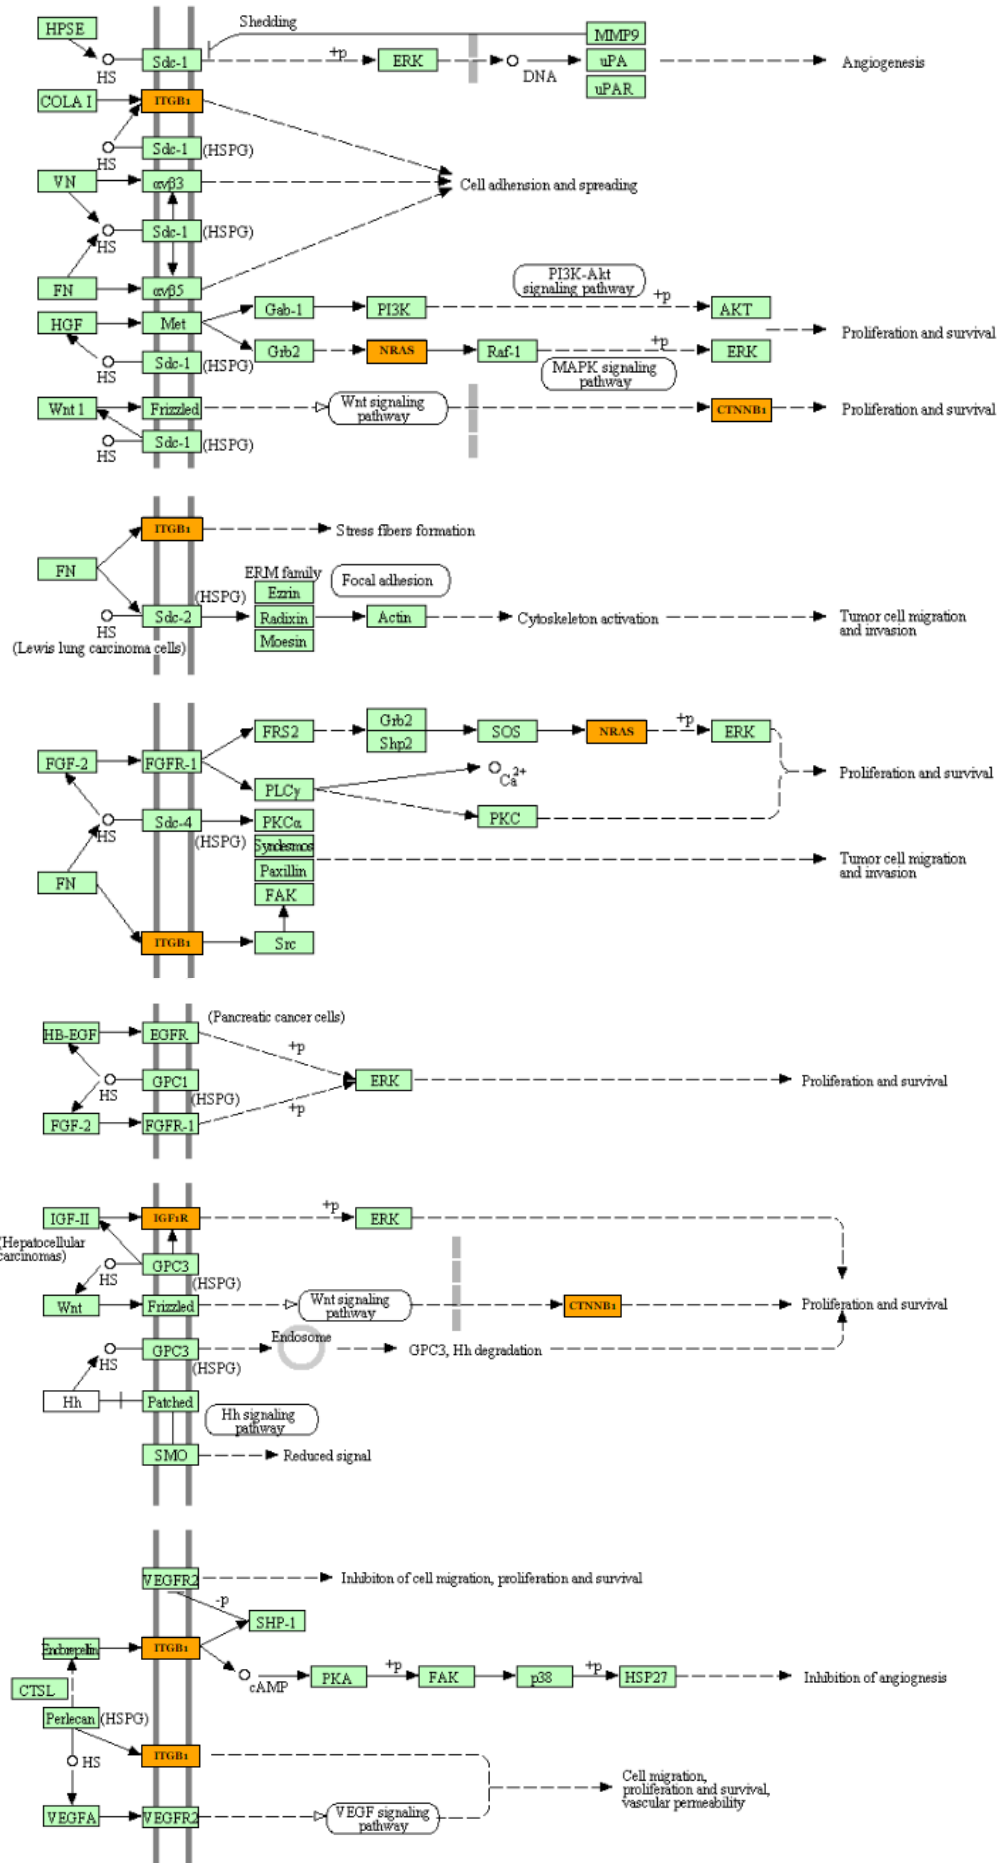 HPSE
Shedding
MMP9
HS
Sdc-1
+p
ERK
DNA
uPA
Angiogenesis
uPAR
COLA I
ITGB1
HS
Sdc-1
(HSPG)
VN
αvβ3
Cell adhension and spreading
HS
Sdc-1
(HSPG)
FN
αvβ5
PI3K-Akt
signaling pathway
HGF
Met
Gab-1
PI3K
+p
AKT
Proliferation and survival
Grb2
NRAS
Raf-1
+p
ERK
HS
Sdc-1
(HSPG)
MAPK signaling
pathway
Wnt 1
Frizzled
Wnt signaling
pathway
CTNNB1
Proliferation and survival
HS
Sdc-1
(HSPG)
ITGB1
Stress fibers formation
FN
ERM family
Focal adhesion
(HSPG)
Ezrin
HS
Sdc-2
Radixin
Actin
Cytoskeleton activation
Tumor cell migration
and invasion
(Lewis lung carcinoma cells)
Moesin
FRS2
Grb2
Shp2
SOS
NRAS
+p
ERK
FGF-2
FGFR-1
Ca2+
Proliferation and survival
PLCγ
PKC
HS
Sdc-4
(HSPG)
PKCα
Syndesmos
Paxillin
Tumor cell migration
and invasion
FN
FAK
ITGB1
Src
(Pancreatic cancer cells)
HB-EGF
EGFR
+p
HS
GPC1
(HSPG)
ERK
Proliferation and survival
FGF-2
FGFR-1
+p
IGF-II
IGF1R
+p
ERK
(Hepatocellular
carcinomas)
HS
GPC3
(HSPG)
Wnt
Frizzled
Wnt signaling
pathway
CTNNB1
Proliferation and survival
HS
GPC3
(HSPG)
Endosome
GPC3, Hh degradation
Hh
Patched
Hh signaling
pathway
SMO
Reduced signal
VEGFR2
Inhibiton of cell migration, proliferation and survival
-p
SHP-1
Endorepellin
ITGB1
cAMP
PKA
+p
FAK
p38
+p
HSP27
Inhibition of angiognesis
CTSL
Perlecan
(HSPG)
HS
ITGB1
Cell migration,
proliferation and survival,
vascular permeability
VEGFA
VEGFR2
VEGF signaling
pathway